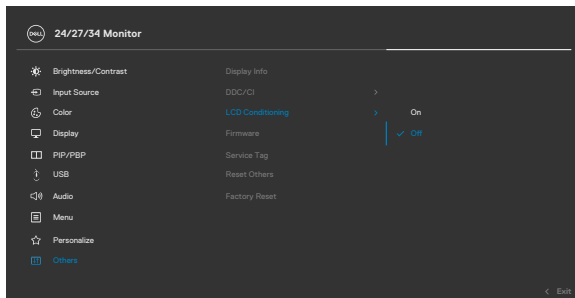 DELL
24/27/34 Monitor
Brightness/Contrast
Input Source
Color
Display
PIP/PBP
USB
Audio
Menu
Personalize
Others
Display Info
DDC/CI
LCD Conditioning
Firmware
Service Tag
Reset Others
Factory Reset
On
Off
Exit